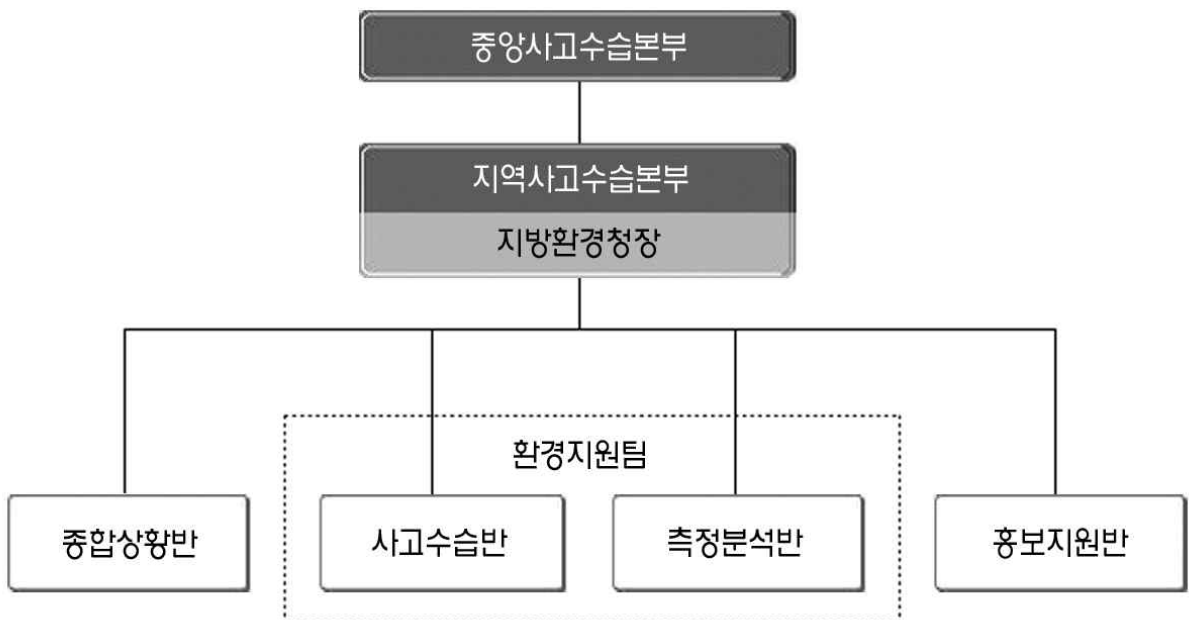 중앙사고수습본부
지역사고수습본부
지방환경청장
환경지원팀
종합상황반
사고수습반
측정분석반
홍보지원반